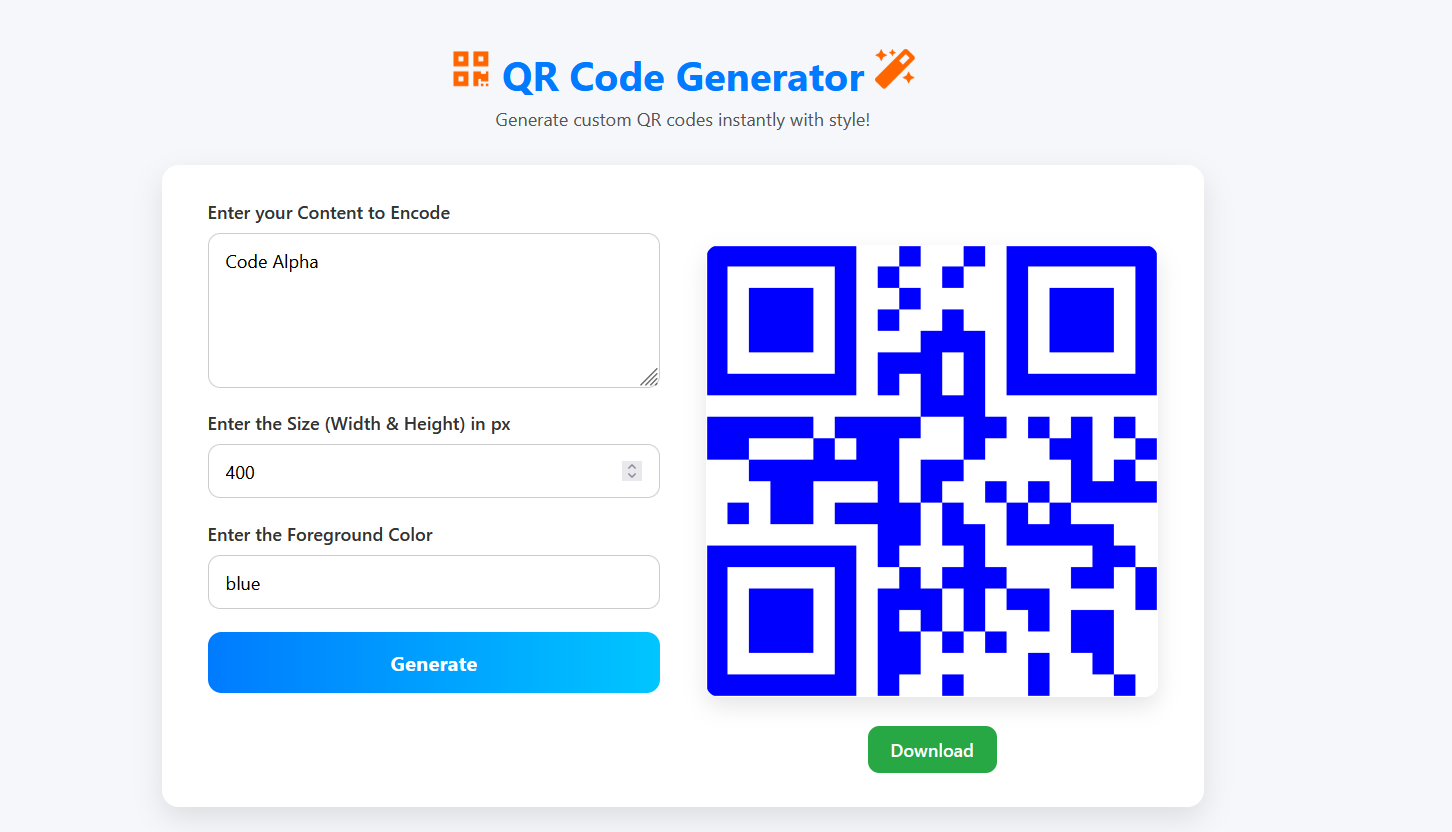 QR Code Generator
Generate custom QR codes instantly with style!
Enter your Content to Encode
Code Alpha
Enter the Size (Width & Height) in px
400
Enter the Foreground Color
blue
Generate
Download